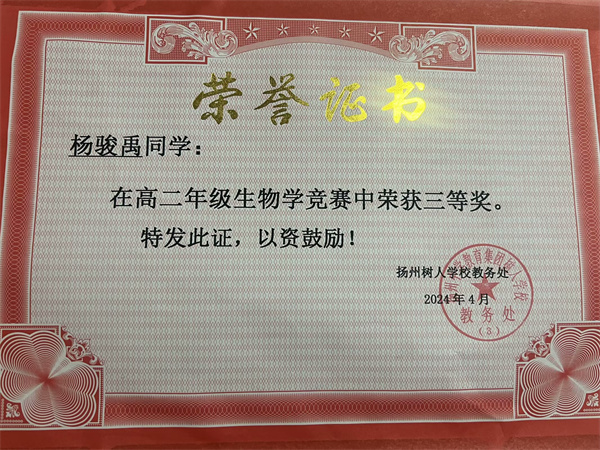 荣誉证书
杨骏禹同学：
在高二年级生物学竞赛中荣获三等奖。
特发此证，以资鼓励！
扬州树人学校教务处
2024年4月
教务处
（3）